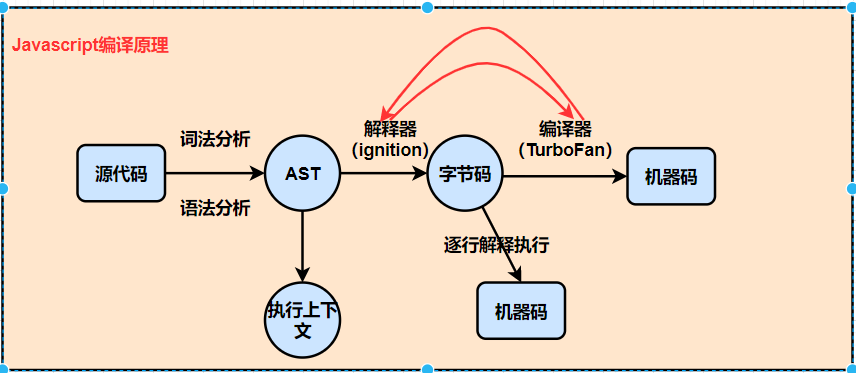 Javascript编译原理
词法分析
解释器
（ignition）
编译器
（TurboFan）
源代码
AST
字节码
机器码
语法分析
逐行解释执行
执行上下
文
机器码